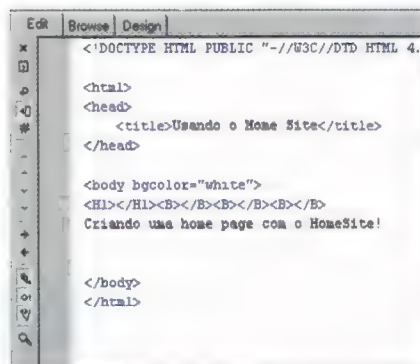 Edit Browse Design
<!DOCTYPE HTML PUBLIC "-//W3C//DTD HTML 4.
<html>
<head>
<title>Usando o Home Site</title>
</head>
<body bgcolor="white">
<H1></H1><B></B><B></B><B></B>
Criando uma home page com o HomeSite!
</body>
</html>